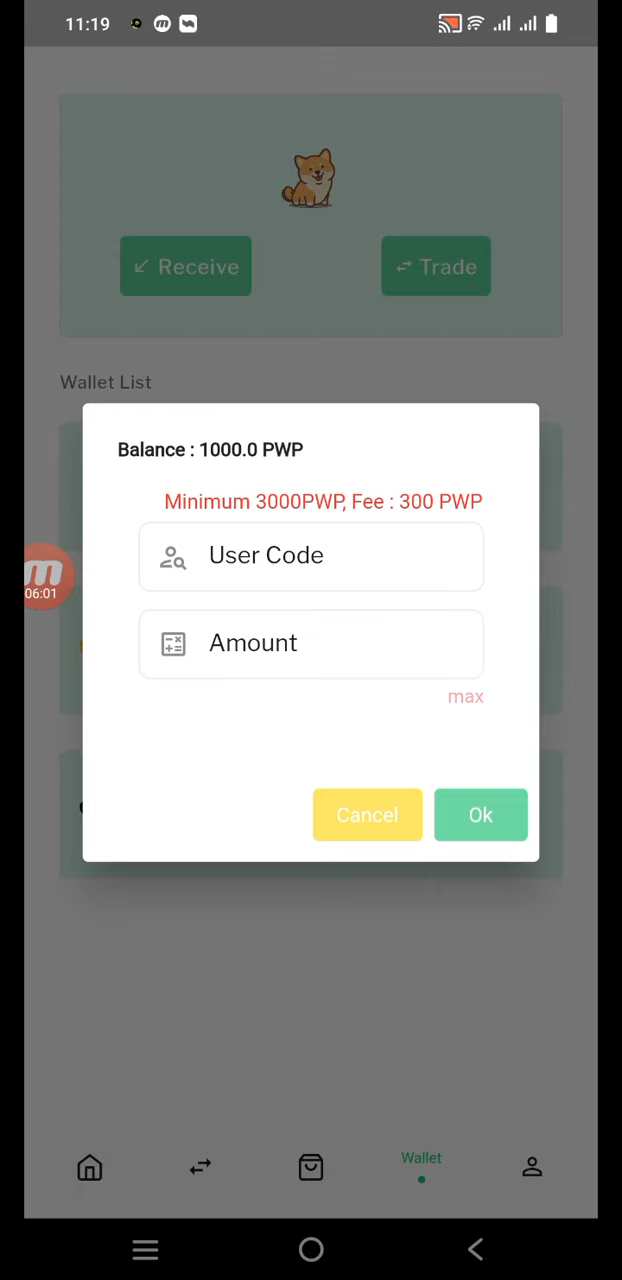 11:19
Receive
Trade
Wallet List
Balance : 1000.0 PWP
Minimum 3000PWP, Fee : 300 PWP
User Code
06:01
Amount
max
Cancel
Ok
Wallet